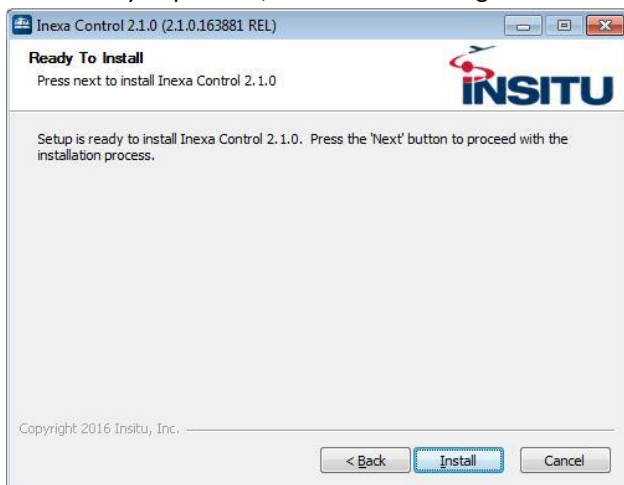 Inexa Control 2.1.0 (2.1.0.163881 REL)
Ready To Install
Press next to install Inexa Control 2.1.0
INSITU
Setup is ready to install Inexa Control 2.1.0. Press the 'Next' button to proceed with the
installation process.
Copyright 2016 Insitu, Inc.
< Back Install Cancel